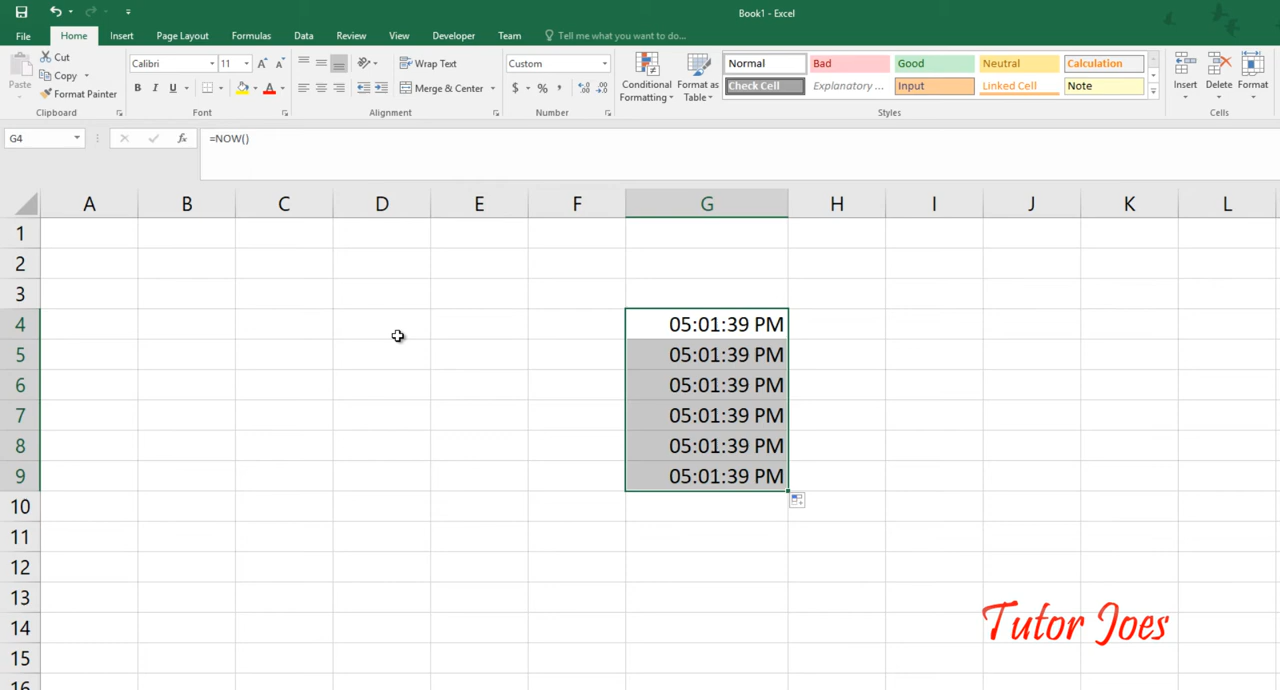 Book1 - Excel
File Home Insert Page Layout Formulas Data Review View Developer Team Tell me what you want to do...
Paste
Cut
Copy
Format Painter
Clipboard
Calibri 11
B I U
Font
Wrap Text
Merge & Center
Alignment
Custom
$ % ,
Number
Conditional Formatting
Format as Table
Normal Bad Good Neutral Calculation
Check Cell Explanatory ... Input Linked Cell Note
Styles
Insert Delete Format
Cells
G4 fx =NOW()
A B C D E F G H I J K L
1
2
3
4 05:01:39 PM
5 05:01:39 PM
6 05:01:39 PM
7 05:01:39 PM
8 05:01:39 PM
9 05:01:39 PM
10
11
12
13
14
15
16
Tutor Joes